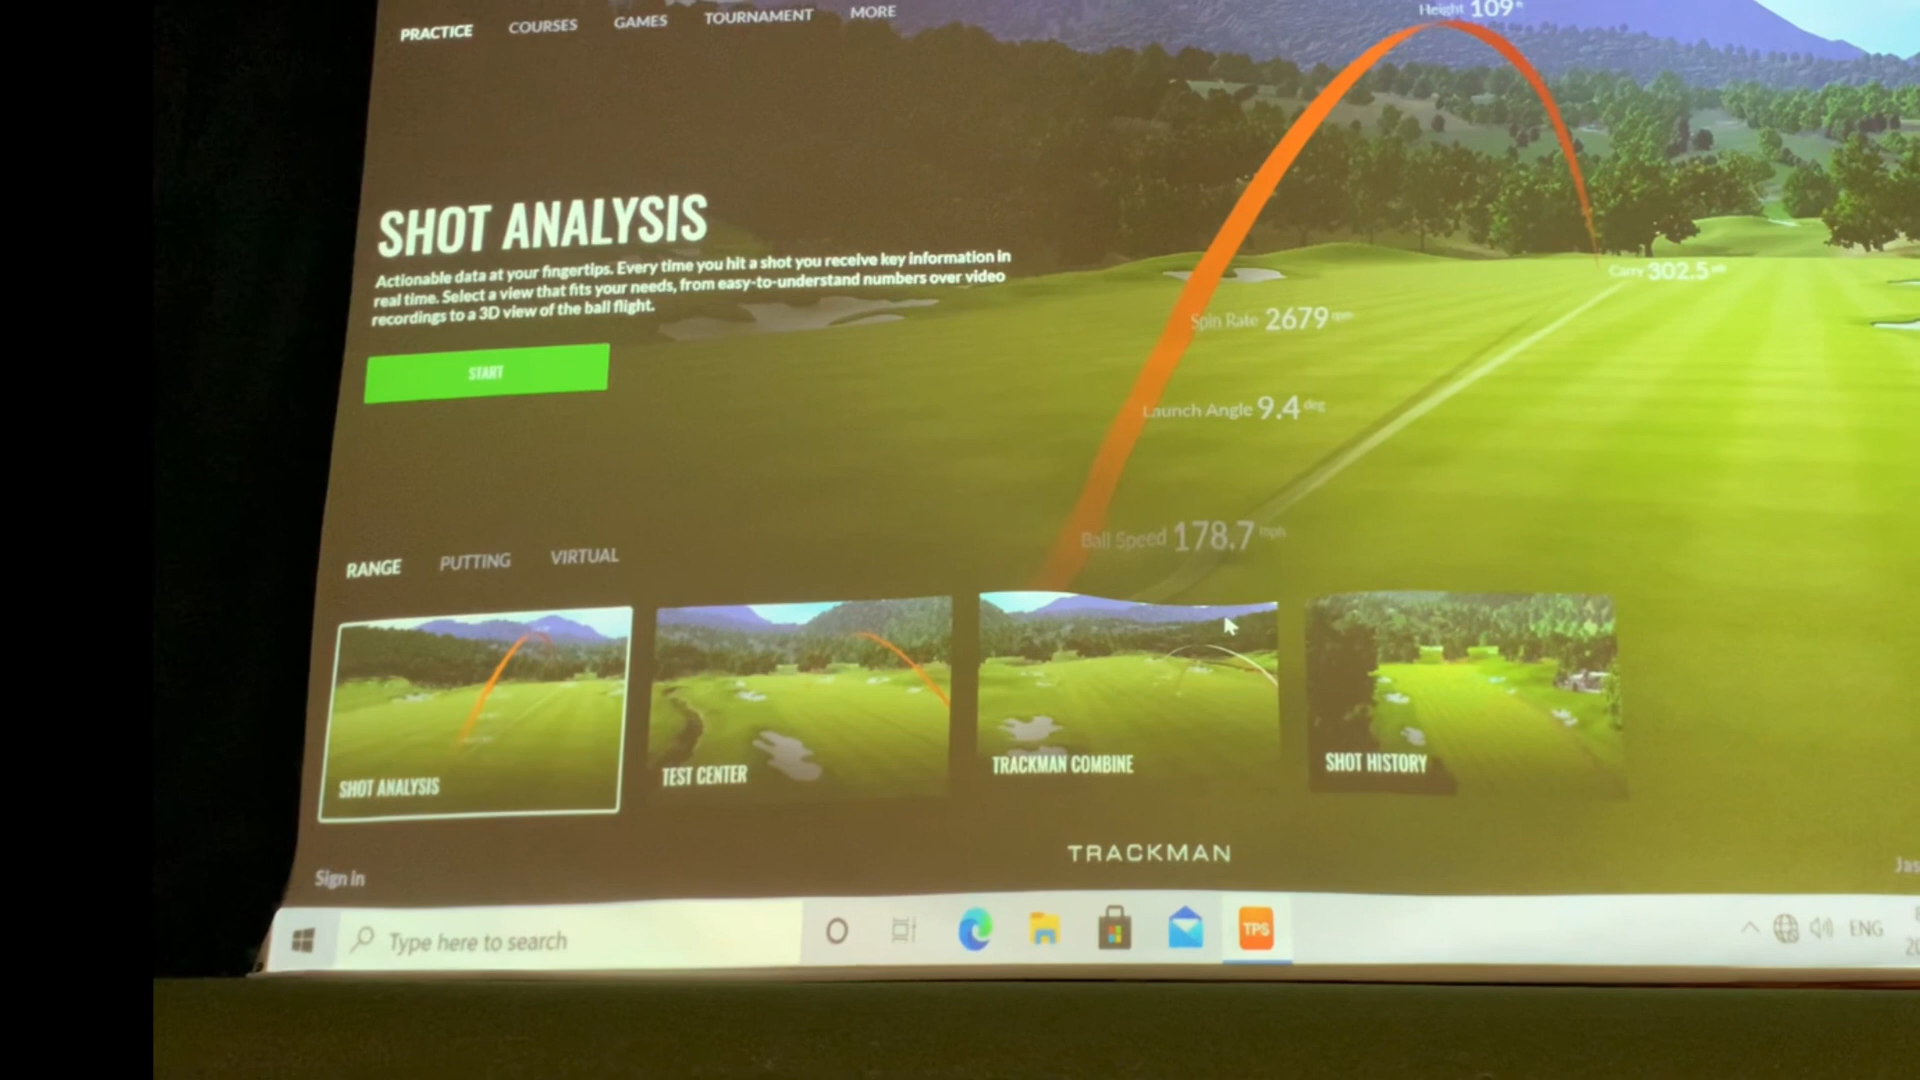 PRACTICE COURSES GAMES TOURNAMENT MORE
Height 109 ft
SHOT ANALYSIS
Actionable data at your fingertips. Every time you hit a shot you receive key information in
real time. Select a view that fits your needs, from easy-to-understand numbers over video
recordings to a 3D view of the ball flight.
START
Carry 302.5
Spin Rate 2679 rpm
Launch Angle 9.4 deg
Ball Speed 178.7 mph
RANGE PUTTING VIRTUAL
SHOT ANALYSIS
TEST CENTER
TRACKMAN COMBINE
SHOT HISTORY
TRACKMAN
Sign in
Type here to search
TPS
ENG